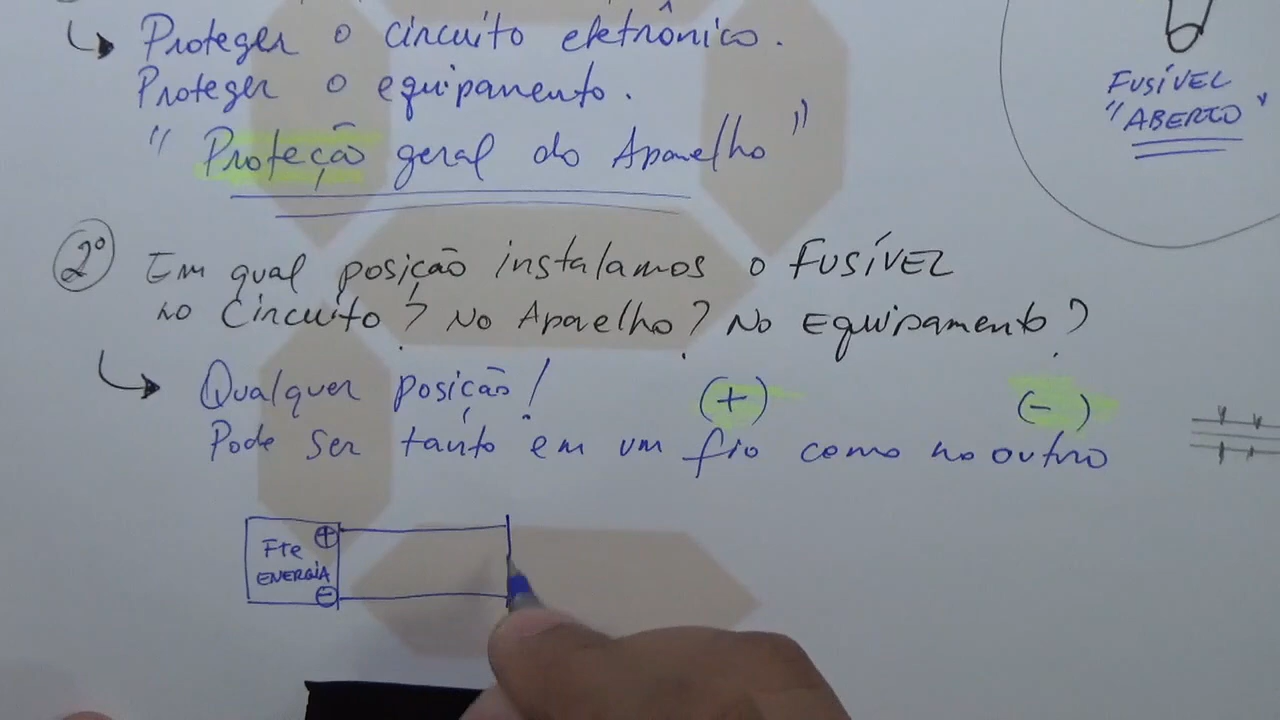 Proteger o circuito eletrônico.
Proteger o equipamento.
"Proteção geral do Aparelho"
FUSÍVEL
"ABERTO"
2º Em qual posição instalamos o FUSÍVEL
no Circuito? No Aparelho? No Equipamento?
Qualquer posição! (+) (-)
Pode ser tanto em um fio como no outro
Fte +
ENERGIA
-